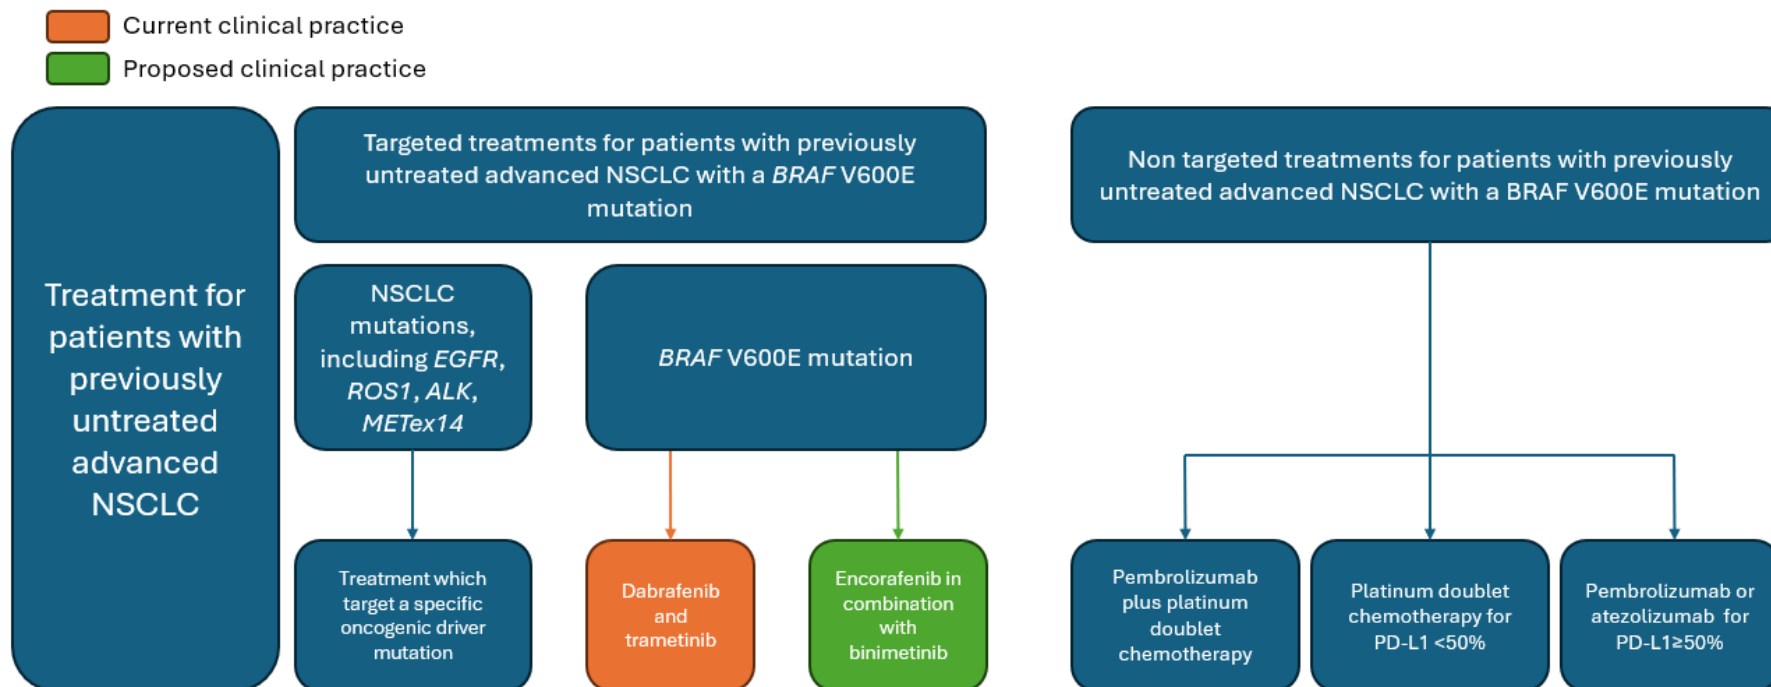 Current clinical practice
Proposed clinical practice
Treatment for
patients with
previously
untreated
advanced
NSCLC
Targeted treatments for patients with previously
untreated advanced NSCLC with a BRAF V600E
mutation
NSCLC
mutations,
including EGFR,
ROS1, ALK,
METex14
BRAF V600E mutation
Treatment which
target a specific
oncogenic driver
mutation
Dabrafenib
and
trametinib
Encorafenib in
combination
with
binimetinib
Non targeted treatments for patients with previously
untreated advanced NSCLC with a BRAF V600E mutation
Pembrolizumab
plus platinum
doublet
chemotherapy
Platinum doublet
chemotherapy for
PD-L1 <50%
Pembrolizumab or
atezolizumab for
PD-L1≥50%